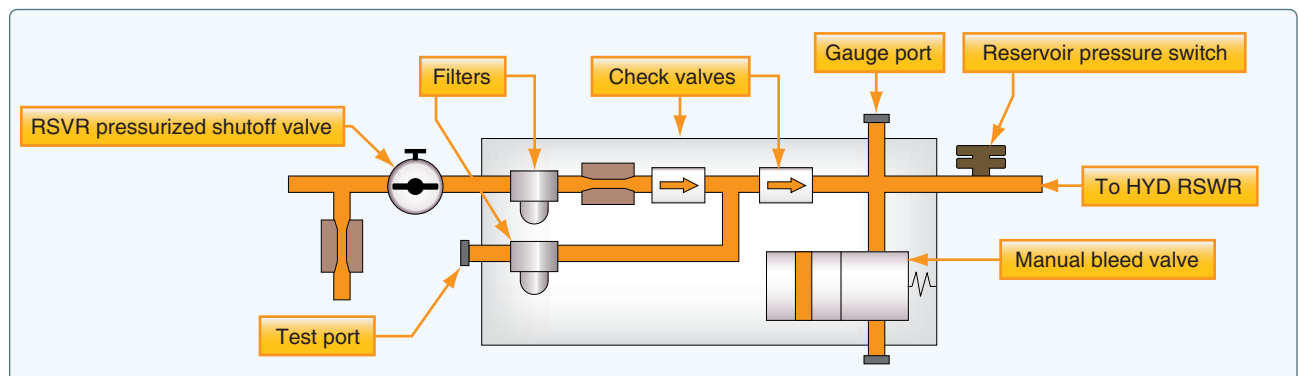 Gauge port
Reservoir pressure switch
Filters
Check valves
RSVR pressurized shutoff valve
To HYD RSWR
Manual bleed valve
Test port